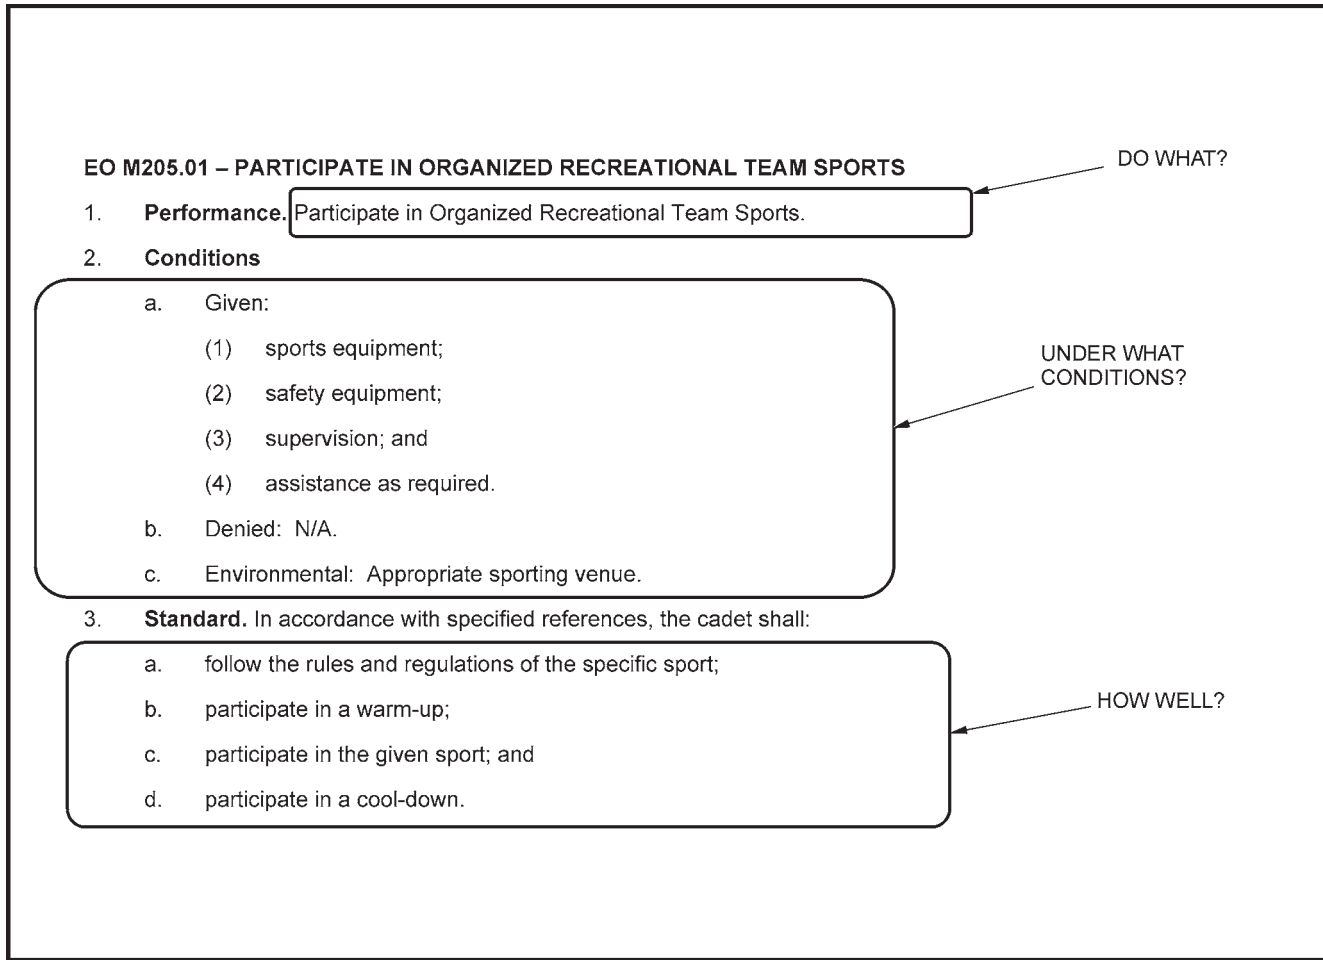 EO M205.01 – PARTICIPATE IN ORGANIZED RECREATIONAL TEAM SPORTS
DO WHAT?
1. Performance. Participate in Organized Recreational Team Sports.
2. Conditions
a. Given:
(1) sports equipment;
UNDER WHAT
CONDITIONS?
(2) safety equipment;
(3) supervision; and
(4) assistance as required.
b. Denied: N/A.
c. Environmental: Appropriate sporting venue.
3. Standard. In accordance with specified references, the cadet shall:
a. follow the rules and regulations of the specific sport;
HOW WELL?
b. participate in a warm-up;
c. participate in the given sport; and
d. participate in a cool-down.